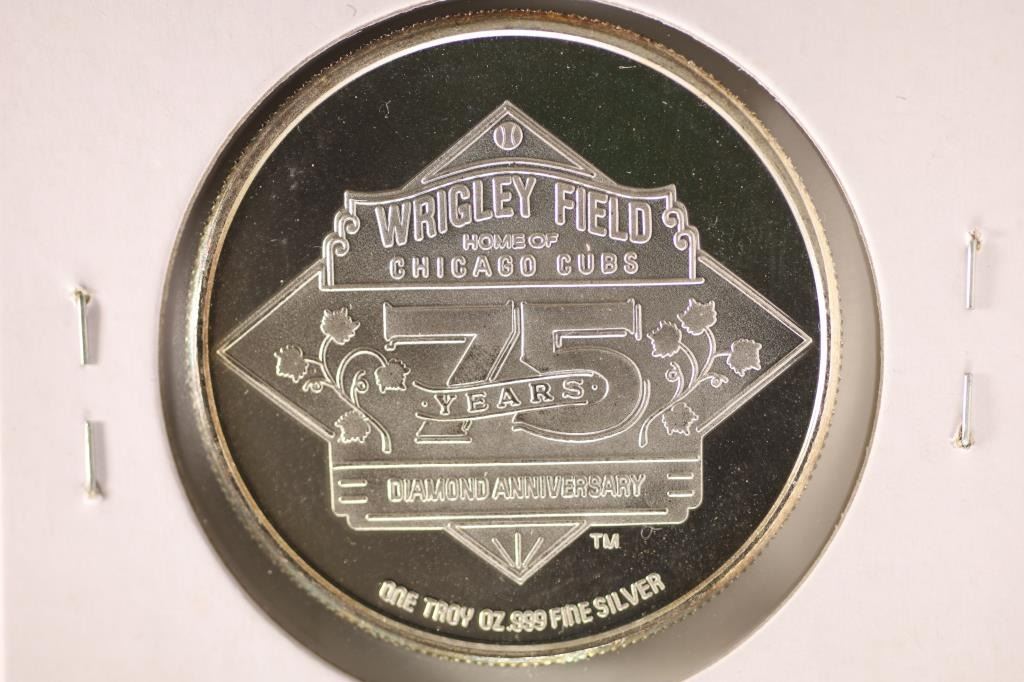 WRIGLEY FIELD
HOME OF
CHICAGO CUBS
75
·YEARS·
DIAMOND ANNIVERSARY
TM
ONE TROY OZ .999 FINE SILVER